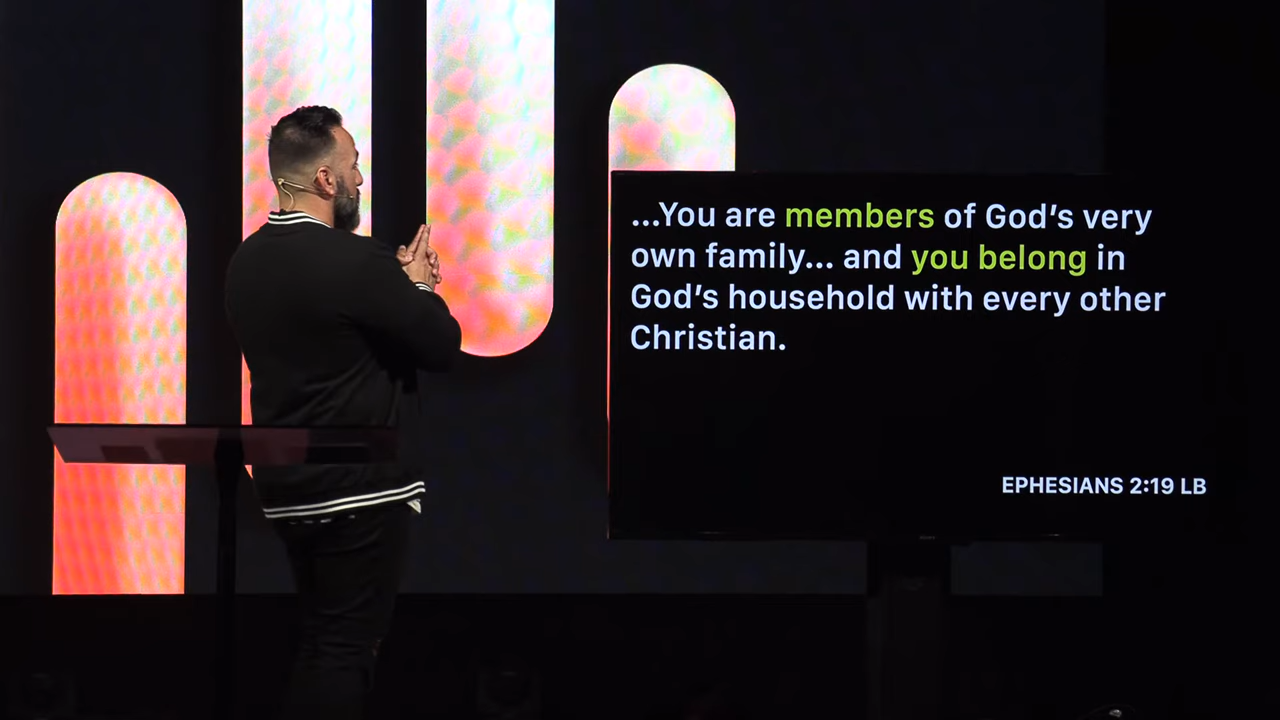 ...You are members of God's very
own family... and you belong in
God's household with every other
Christian.
EPHESIANS 2:19 LB